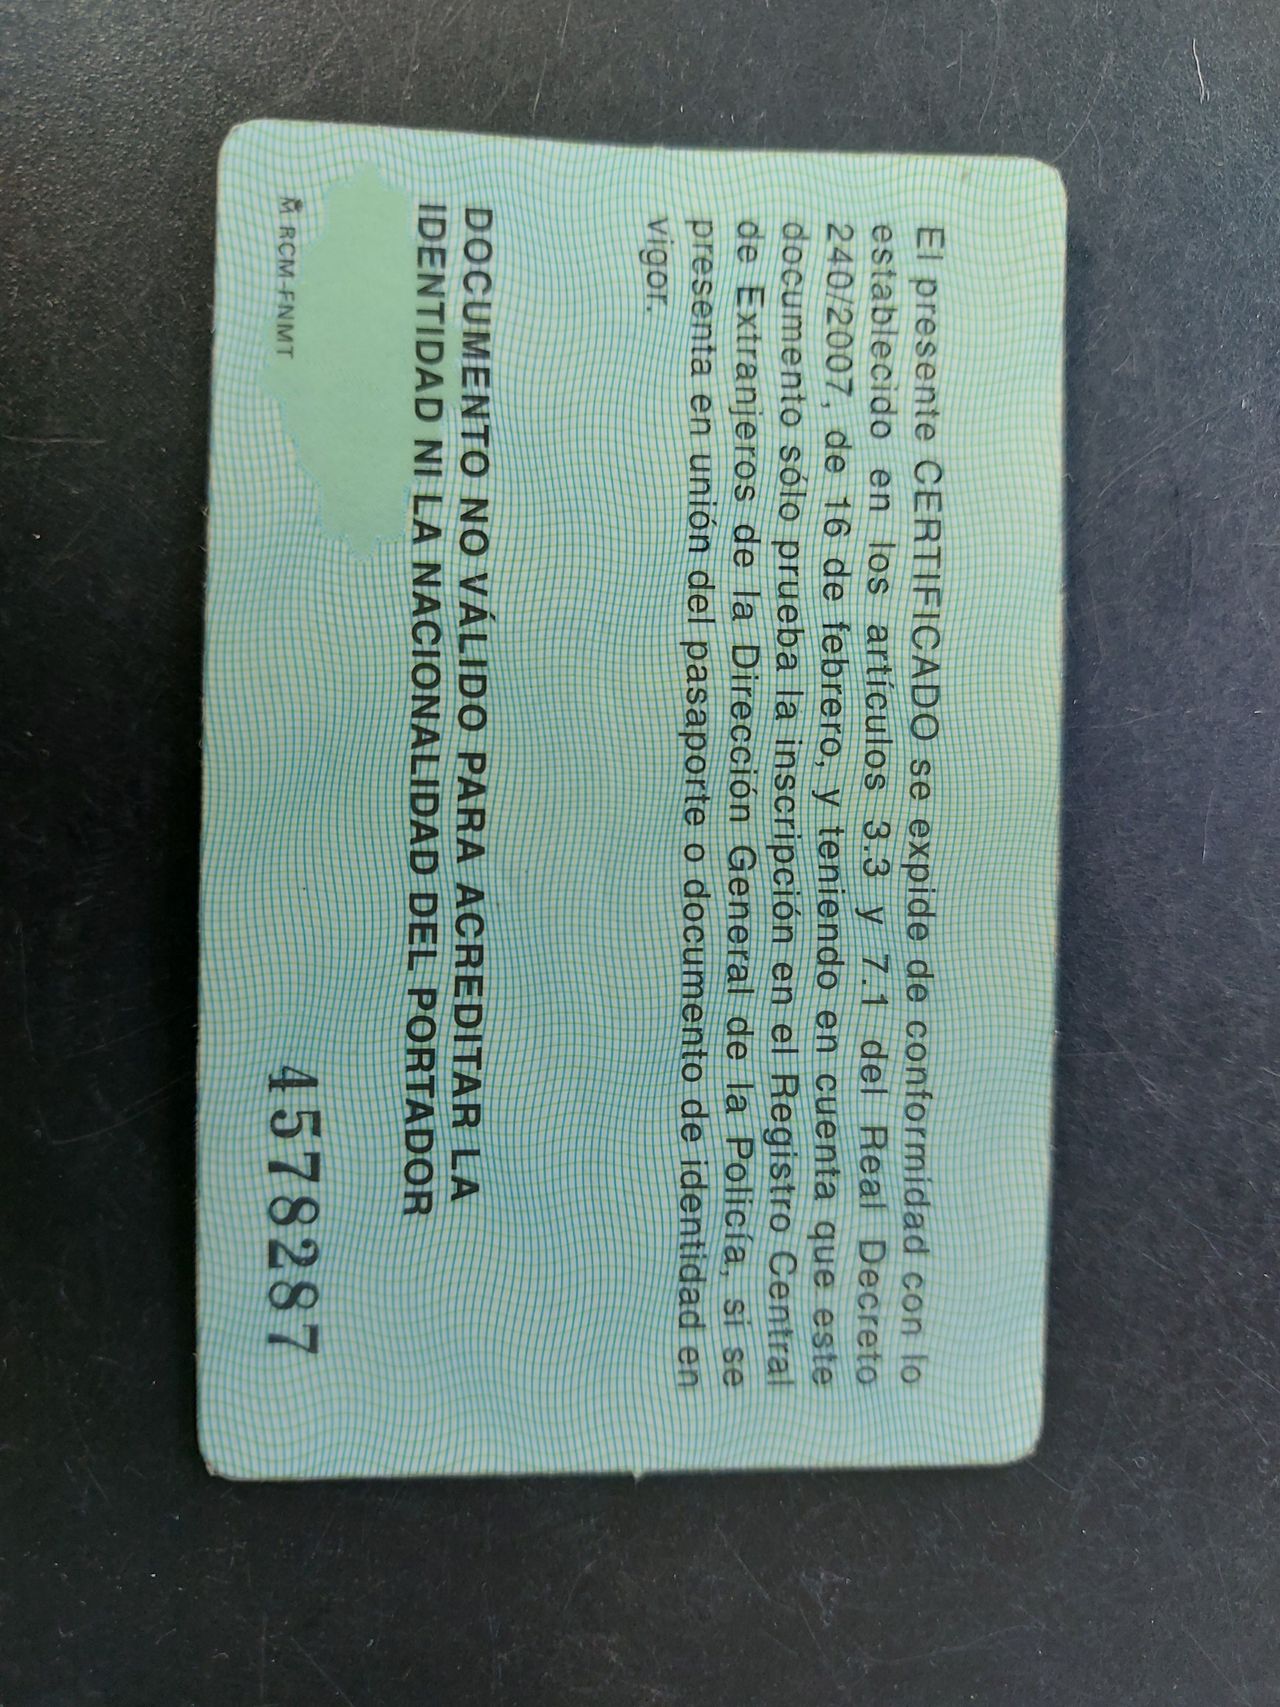 El presente CERTIFICADO se expide de conformidad con lo
establecido en los artículos 3.3 y 7.1 del Real Decreto
240/2007, de 16 de febrero, y teniendo en cuenta que este
documento sólo prueba la inscripción en el Registro Central
de Extranjeros de la Dirección General de la Policía, si se
presenta en unión del pasaporte o documento de identidad en
vigor.
DOCUMENTO NO VÁLIDO PARA ACREDITAR LA
IDENTIDAD NI LA NACIONALIDAD DEL PORTADOR
RCM-FNMT
4578287